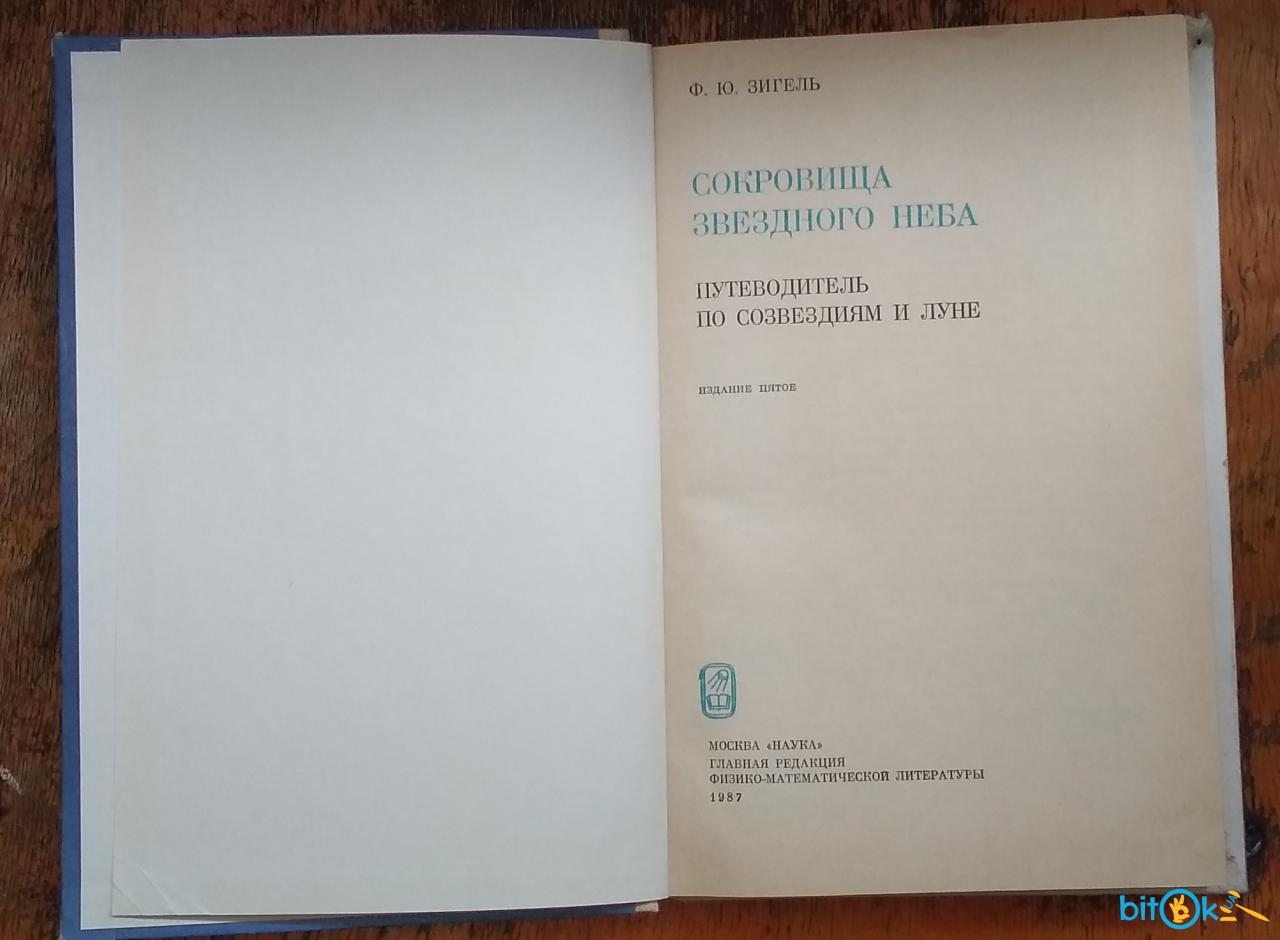 Ф. Ю. ЗИГЕЛЬ
СОКРОВИЩА
ЗВЕЗДНОГО НЕБА
ПУТЕВОДИТЕЛЬ
ПО СОЗВЕЗДИЯМ И ЛУНЕ
ИЗДАНИЕ ПЯТОЕ
МОСКВА «НАУКА»
ГЛАВНАЯ РЕДАКЦИЯ
ФИЗИКО-МАТЕМАТИЧЕСКОЙ ЛИТЕРАТУРЫ
1987
bitOk UA